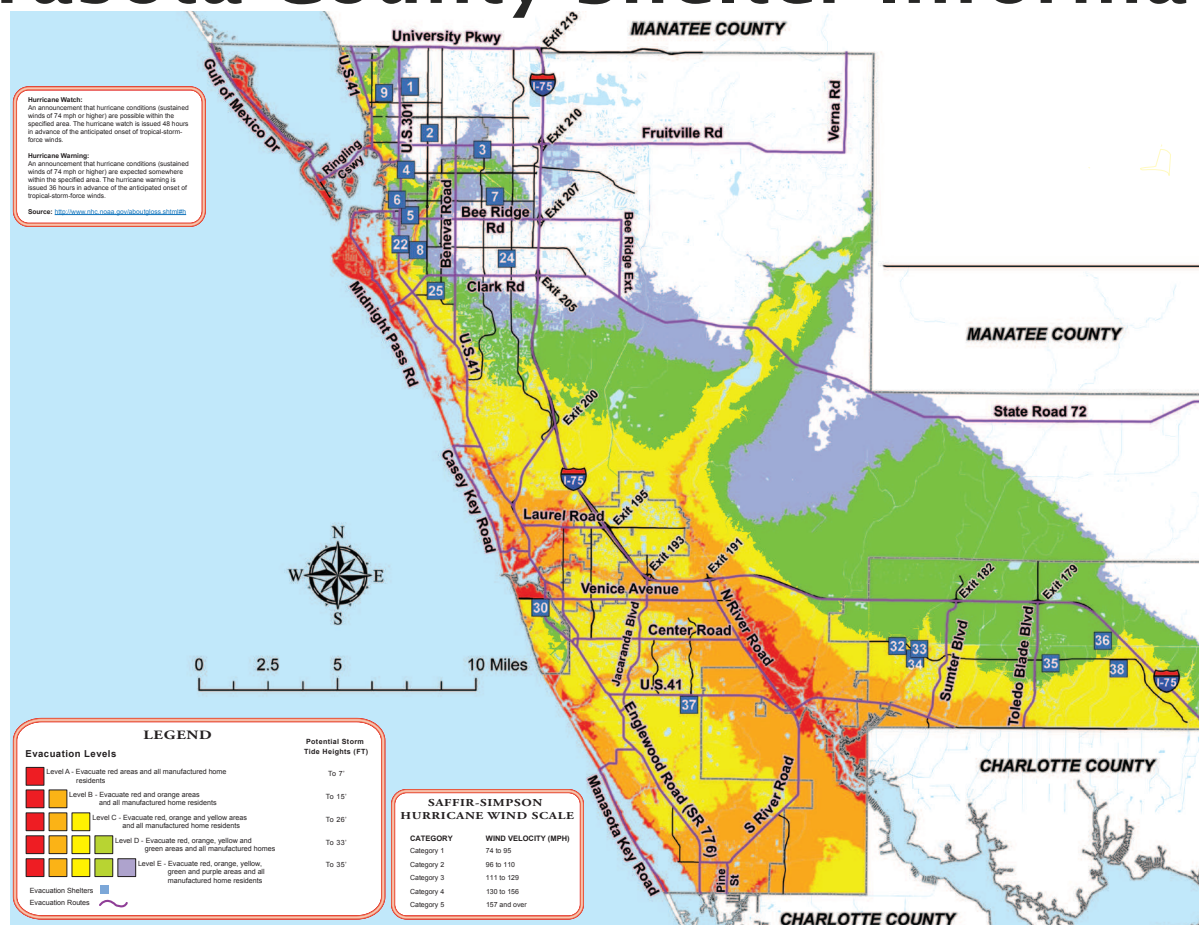 rasota County Shelter Informa
MANATEE COUNTY
University Pkwy
Exit 213
U.S.41
Gulf of Mexico Dr
9
1
I-75
Verna Rd
Hurricane Watch:
An announcement that hurricane conditions (sustained
winds of 74 mph or higher) are possible within the
specified area. The hurricane watch is issued 48 hours
in advance of the anticipated onset of tropical-storm-
force winds.
Hurricane Warning:
An announcement that hurricane conditions (sustained
winds of 74 mph or higher) are expected somewhere
within the specified area. The hurricane warning is
issued 36 hours in advance of the anticipated onset of
tropical-storm-force winds.
Source: http://www.nhc.noaa.gov/aboutgloss.shtml#h
U.S.301
2
Exit 210
Fruitville Rd
3
Ringling
Cswy
4
Beneva Road
6
7
Exit 207
5
Bee Ridge
Rd
Bee Ridge Ext.
22
8
24
Clark Rd
Exit 205
25
Midnight Pass Rd
U.S.41
MANATEE COUNTY
Exit 200
State Road 72
Casey Key Road
I-75
Exit 195
Laurel Road
Exit 193
Exit 191
N
W
E
S
Venice Avenue
Exit 182
Exit 179
30
Jacaranda Blvd
Center Road
N River Road
32
33
34
Sumter Blvd
Toledo Blade Blvd
35
36
38
I-75
0
2.5
5
10 Miles
U.S.41
37
Englewood Road (SR 776)
S River Road
Manasota Key Road
Pine
St
CHARLOTTE COUNTY
CHARLOTTE COUNTY
LEGEND
Evacuation Levels
Potential Storm
Tide Heights (FT)
Level A - Evacuate red areas and all manufactured home
residents
To 7'
Level B - Evacuate red and orange areas
and all manufactured home residents
To 15'
Level C - Evacuate red, orange and yellow areas
and all manufactured home residents
To 26'
Level D - Evacuate red, orange, yellow and
green areas and all manufactured homes
To 33'
Level E - Evacuate red, orange, yellow,
green and purple areas and all
manufactured home residents
To 35'
Evacuation Shelters
Evacuation Routes
SAFFIR-SIMPSON
HURRICANE WIND SCALE
CATEGORY WIND VELOCITY (MPH)
Category 1 74 to 95
Category 2 96 to 110
Category 3 111 to 129
Category 4 130 to 156
Category 5 157 and over